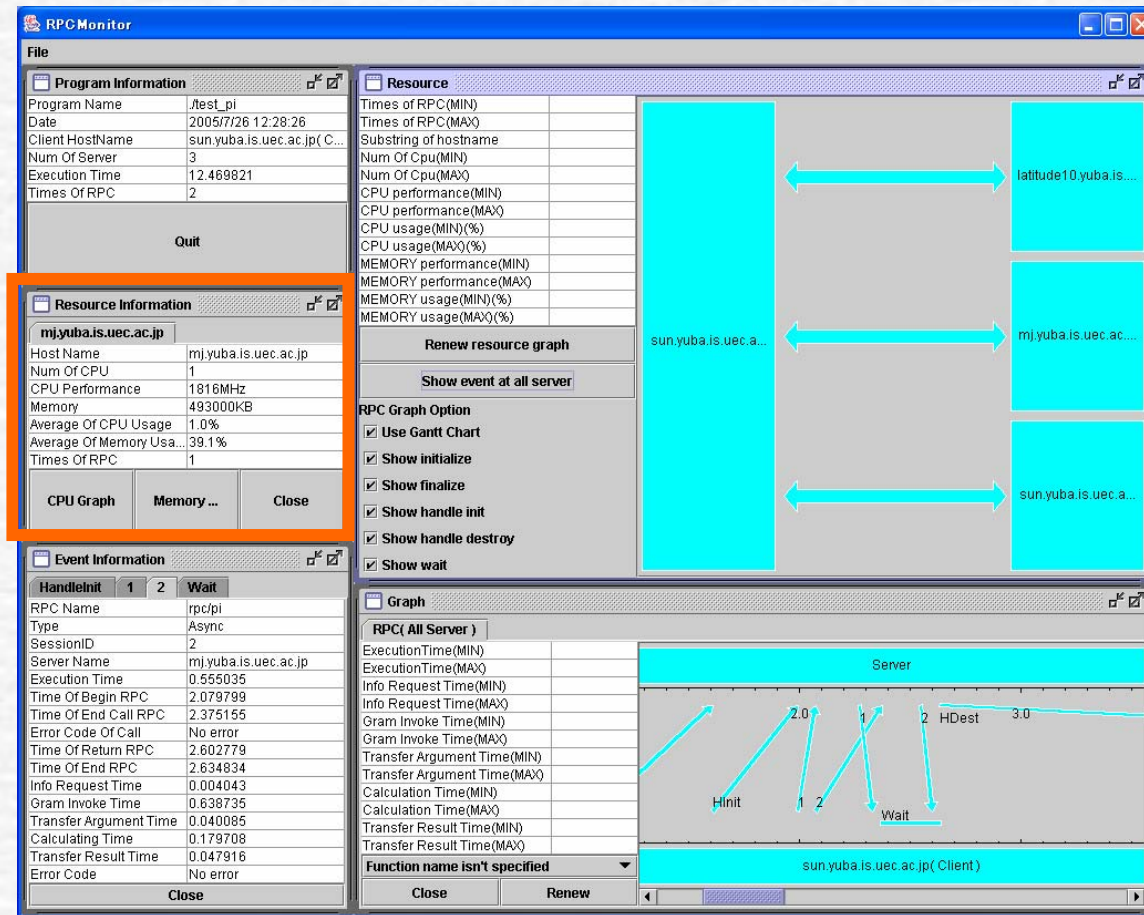 RPCMonitor
File
Program Information
Program Name ./test_pi
Date 2005/7/26 12:28:26
Client HostName sun.yuba.is.uec.ac.jp( C...
Num Of Server 3
Execution Time 12.469821
Times Of RPC 2
Quit
Resource Information
mj.yuba.is.uec.ac.jp
Host Name mj.yuba.is.uec.ac.jp
Num Of CPU 1
CPU Performance 1816MHz
Memory 493000KB
Average Of CPU Usage 1.0%
Average Of Memory Usa... 39.1%
Times Of RPC 1
CPU Graph Memory ... Close
Event Information
HandleInit 1 2 Wait
RPC Name rpc/pi
Type Async
SessionID 2
Server Name mj.yuba.is.uec.ac.jp
Execution Time 0.555035
Time Of Begin RPC 2.079799
Time Of End Call RPC 2.375155
Error Code Of Call No error
Time Of Return RPC 2.602779
Time Of End RPC 2.634834
Info Request Time 0.004043
Gram Invoke Time 0.638735
Transfer Argument Time 0.040085
Calculating Time 0.179708
Transfer Result Time 0.047916
Error Code No error
Close
Resource
Times of RPC(MIN)
Times of RPC(MAX)
Substring of hostname
Num Of Cpu(MIN)
Num Of Cpu(MAX)
CPU performance(MIN)
CPU performance(MAX)
CPU usage(MIN)(%)
CPU usage(MAX)(%)
MEMORY performance(MIN)
MEMORY performance(MAX)
MEMORY usage(MIN)(%)
MEMORY usage(MAX)(%)
Renew resource graph
Show event at all server
RPC Graph Option
Use Gantt Chart
Show initialize
Show finalize
Show handle init
Show handle destroy
Show wait
sun.yuba.is.uec.a...
latitude10.yuba.is....
mj.yuba.is.uec.ac....
sun.yuba.is.uec.a...
Graph
RPC( All Server )
ExecutionTime(MIN)
ExecutionTime(MAX)
Info Request Time(MIN)
Info Request Time(MAX)
Gram Invoke Time(MIN)
Gram Invoke Time(MAX)
Transfer Argument Time(MIN)
Transfer Argument Time(MAX)
Calculation Time(MIN)
Calculation Time(MAX)
Transfer Result Time(MIN)
Transfer Result Time(MAX)
Function name isn't specified
Close Renew
Server
2.0 1 2 HDest 3.0
HInit 1 2 Wait
sun.yuba.is.uec.ac.jp( Client )